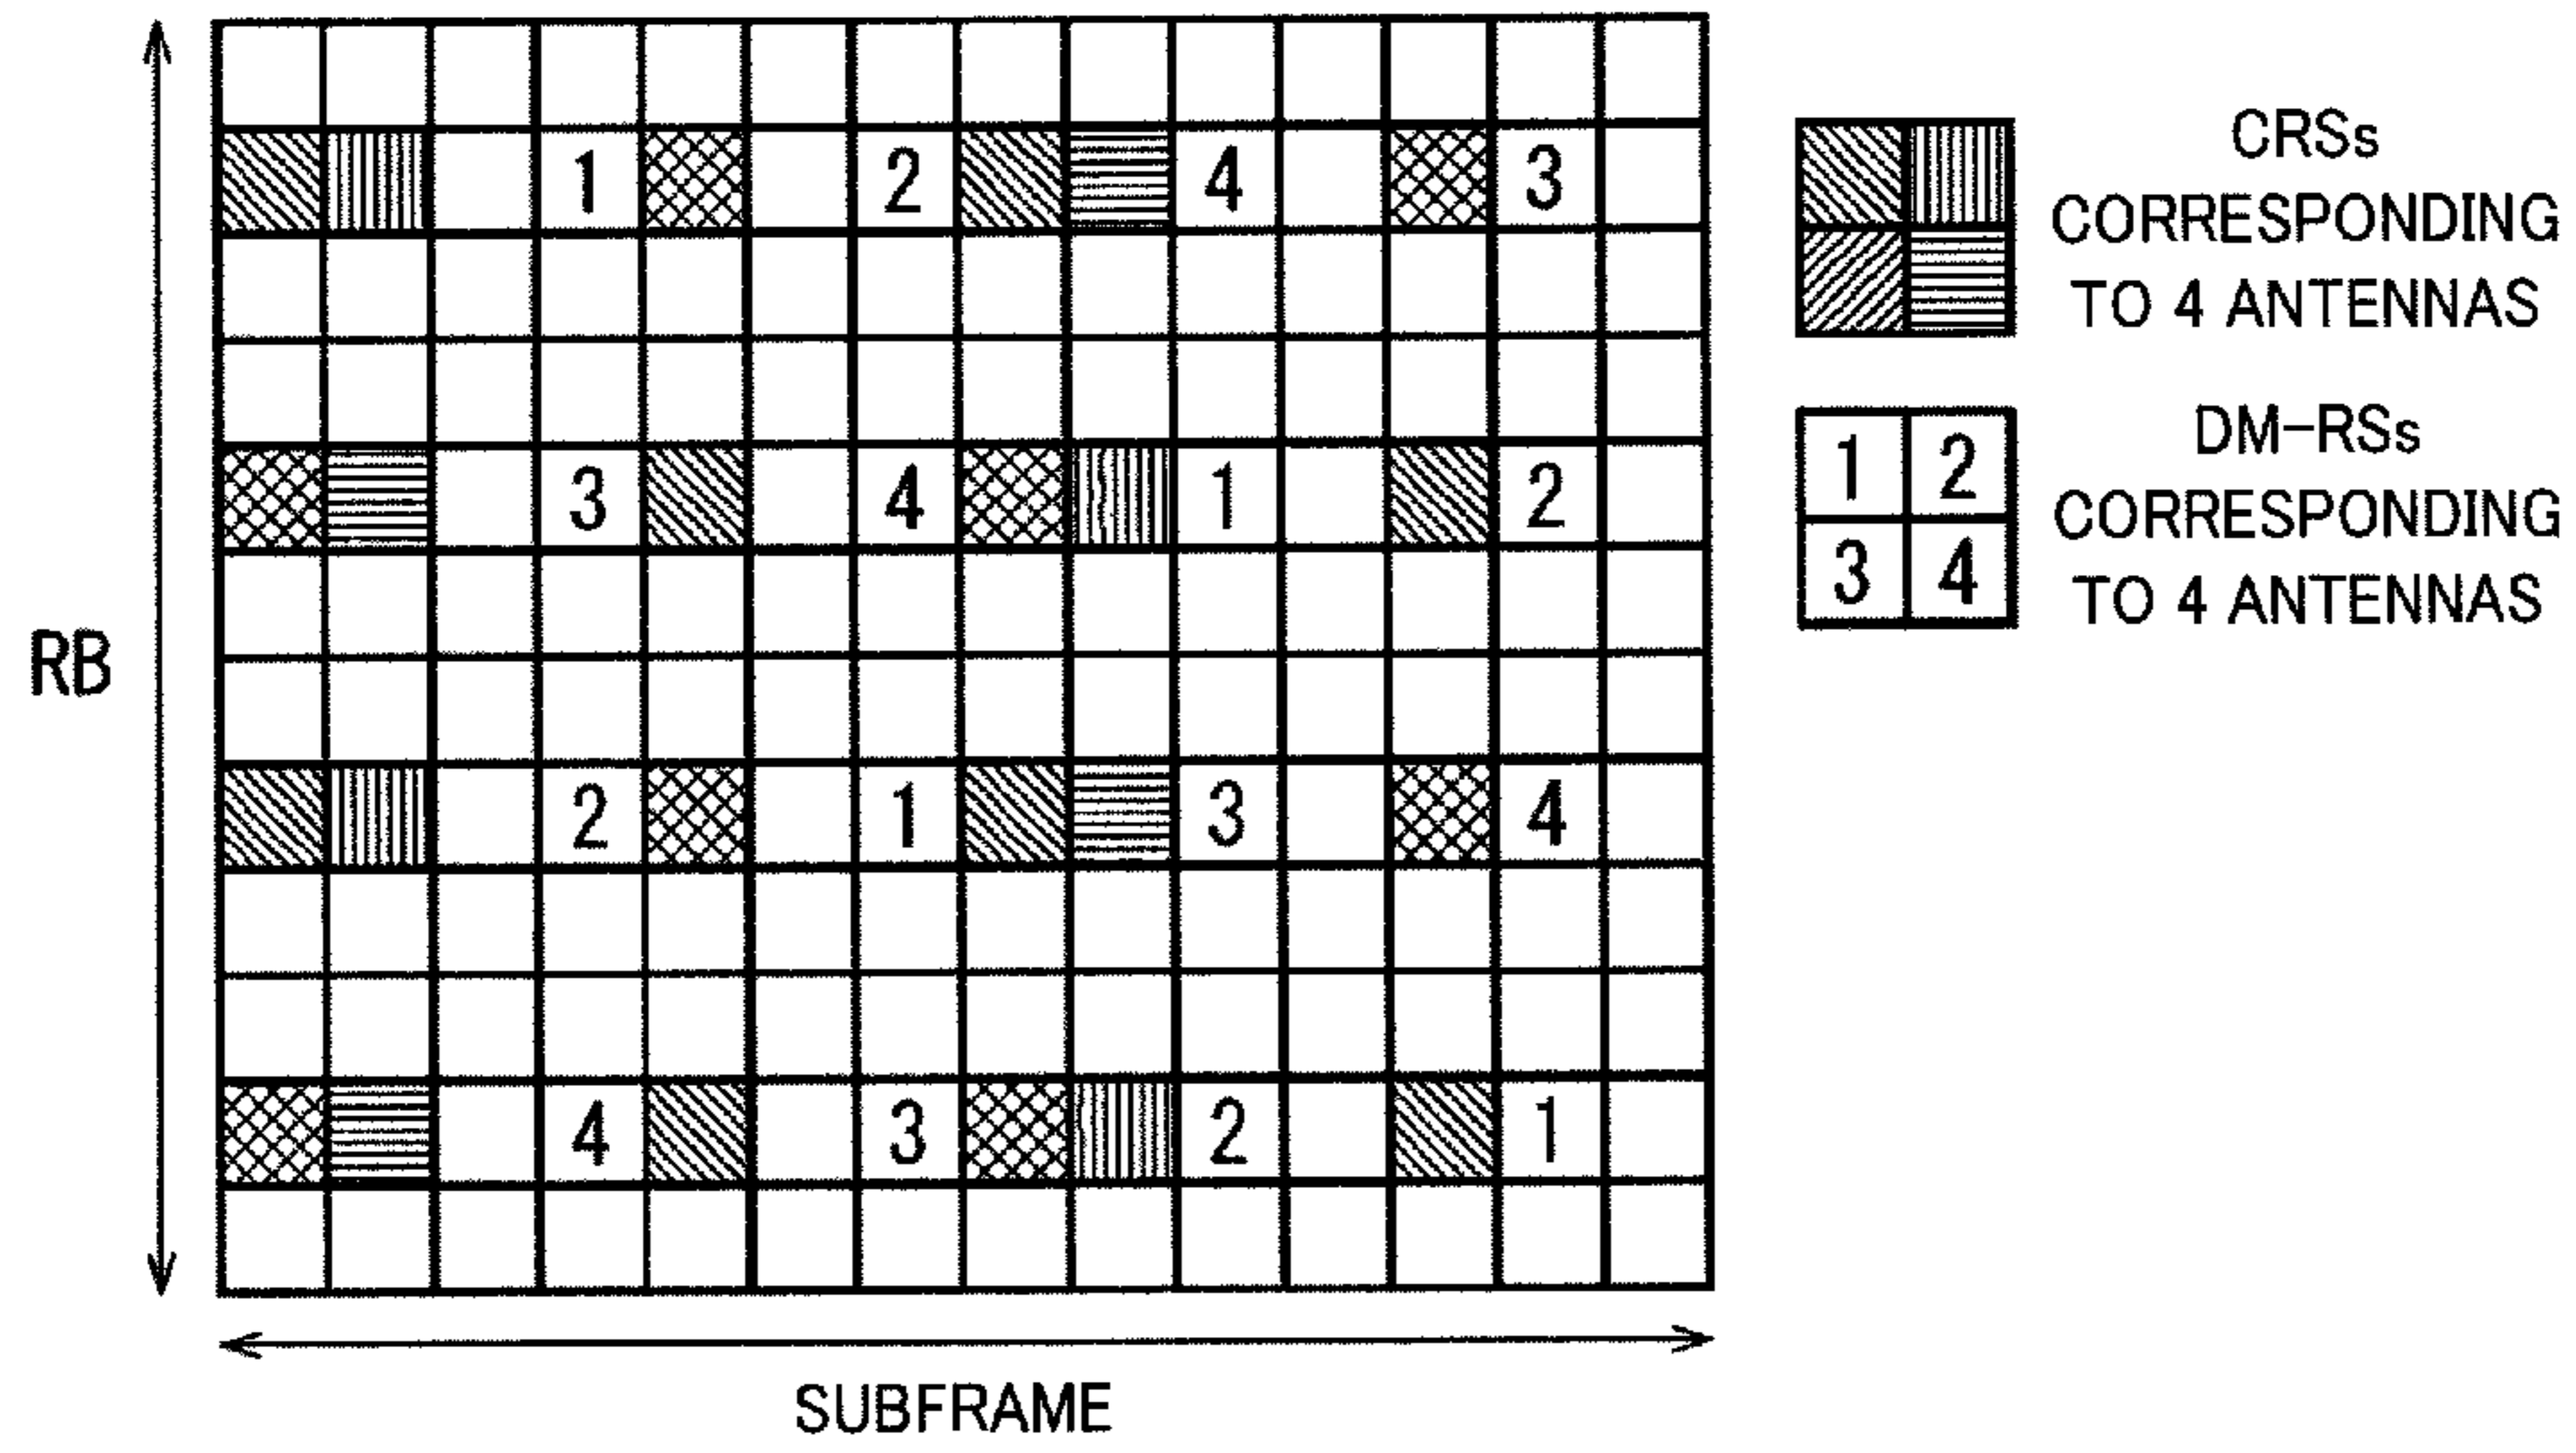 1 2 4 3
3 4 1 2
2 1 3 4
4 3 2 1
RB
SUBFRAME
CRSs
CORRESPONDING
TO 4 ANTENNAS
1 2
3 4
DM-RSs
CORRESPONDING
TO 4 ANTENNAS